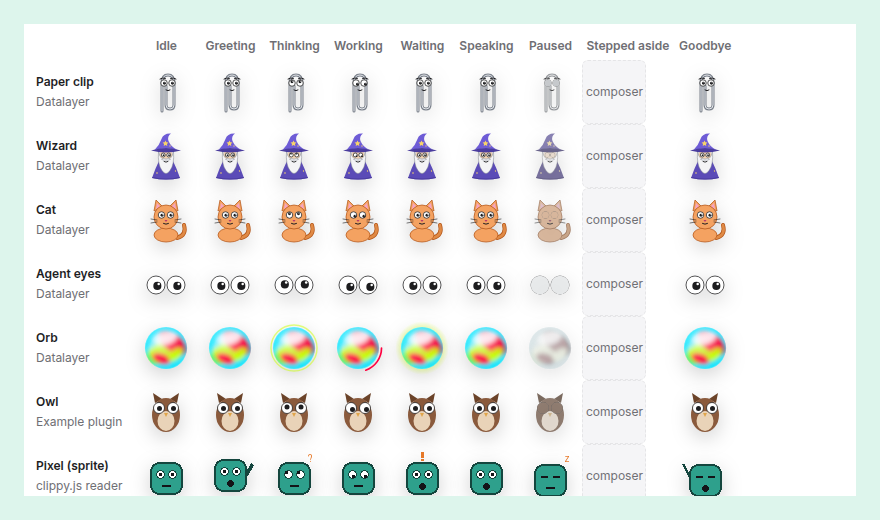 Idle Greeting Thinking Working Waiting Speaking Paused Stepped aside Goodbye
Paper clip
Datalayer
composer
Wizard
Datalayer
composer
Cat
Datalayer
composer
Agent eyes
Datalayer
composer
Orb
Datalayer
composer
Owl
Example plugin
composer
Pixel (sprite)
clippy.js reader
? ! z
composer